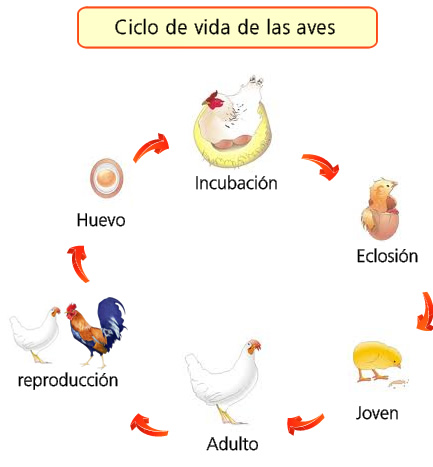 Ciclo de vida de las aves
Incubación
Eclosión
Joven
Adulto
reproducción
Huevo